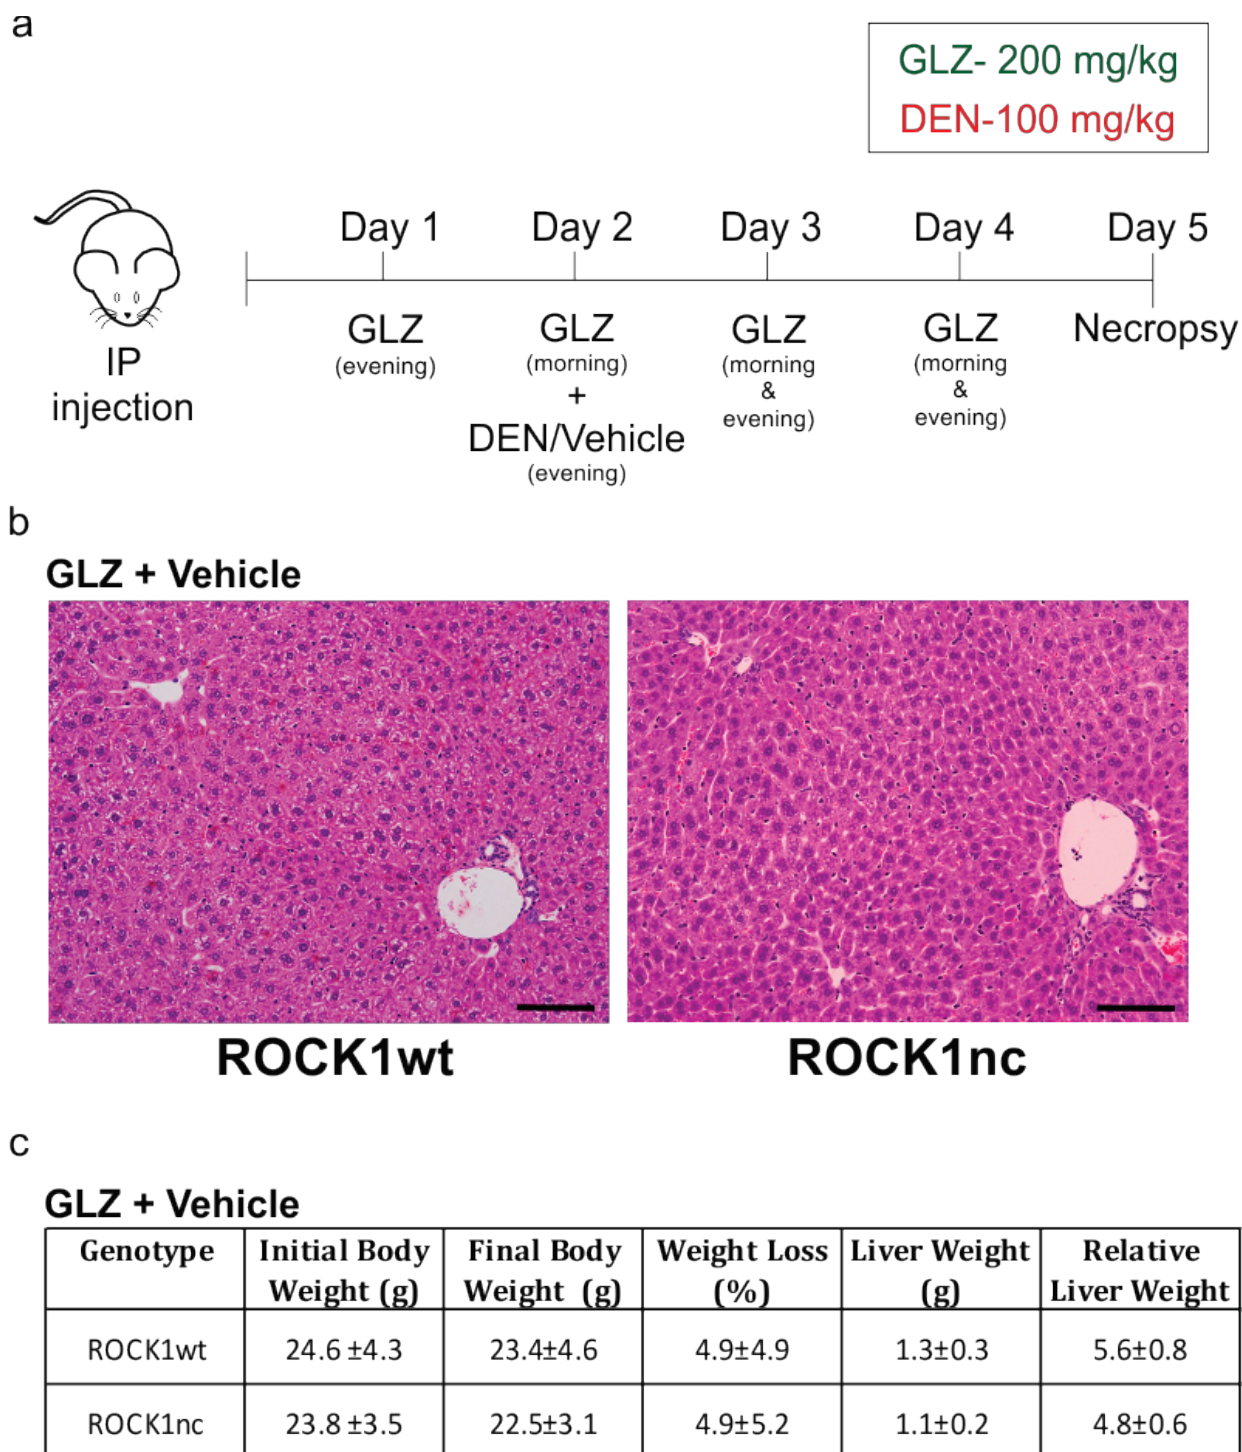 a
GLZ- 200 mg/kg
DEN-100 mg/kg
Day 1 Day 2 Day 3 Day 4 Day 5
IP
injection
GLZ
(evening)
GLZ
(morning)
+
DEN/Vehicle
(evening)
GLZ
(morning
&
evening)
GLZ
(morning
&
evening)
Necropsy
b
GLZ + Vehicle
ROCK1wt ROCK1nc
c
GLZ + Vehicle
Genotype Initial Body Weight (g) Final Body Weight (g) Weight Loss (%) Liver Weight (g) Relative Liver Weight
ROCK1wt 24.6 ±4.3 23.4±4.6 4.9±4.9 1.3±0.3 5.6±0.8
ROCK1nc 23.8 ±3.5 22.5±3.1 4.9±5.2 1.1±0.2 4.8±0.6